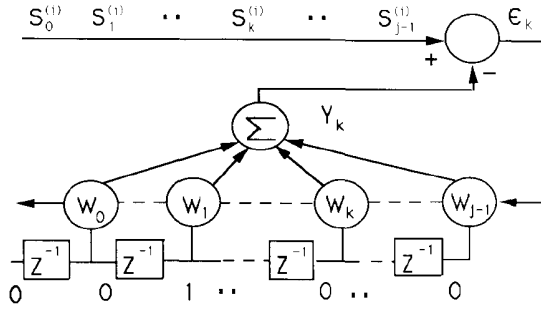 S₀⁽¹⁾ S₁⁽¹⁾ ·· Sₖ⁽¹⁾ ·· Sⱼ₋₁⁽¹⁾ ϵₖ
+ −
Σ Yₖ
W₀ W₁ Wₖ Wⱼ₋₁
Z⁻¹ Z⁻¹ Z⁻¹ Z⁻¹
0 0 1 ·· 0 ·· 0